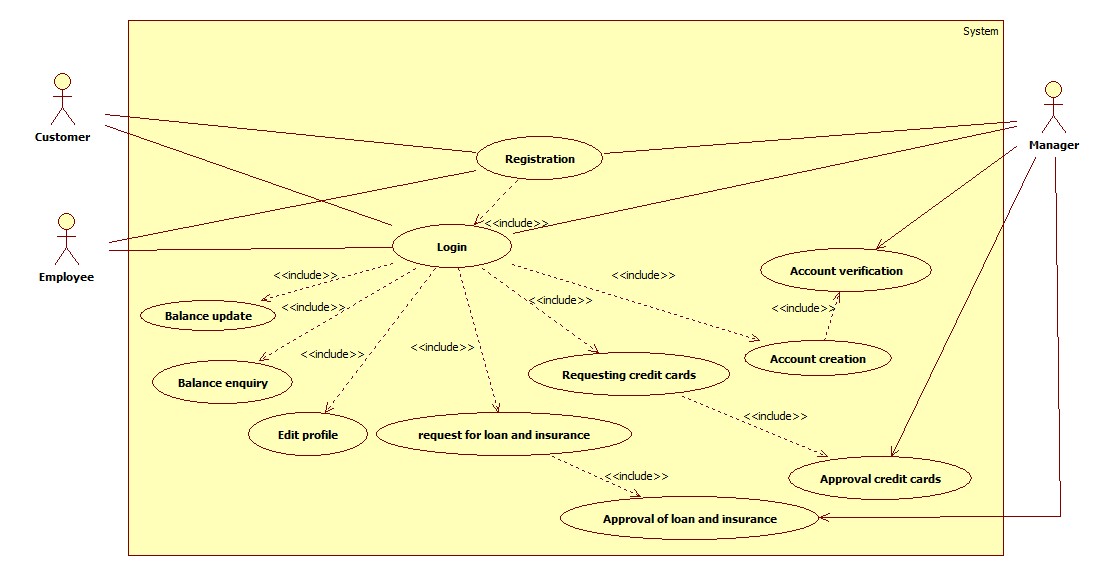 System
Customer
Manager
Registration
<<include>>
Employee
Login
Account verification
<<include>>
<<include>>
<<include>>
<<include>>
<<include>>
Balance update
<<include>>
<<include>>
<<include>>
Account creation
Requesting credit cards
Balance enquiry
<<include>>
Edit profile
request for loan and insurance
<<include>>
Approval credit cards
Approval of loan and insurance